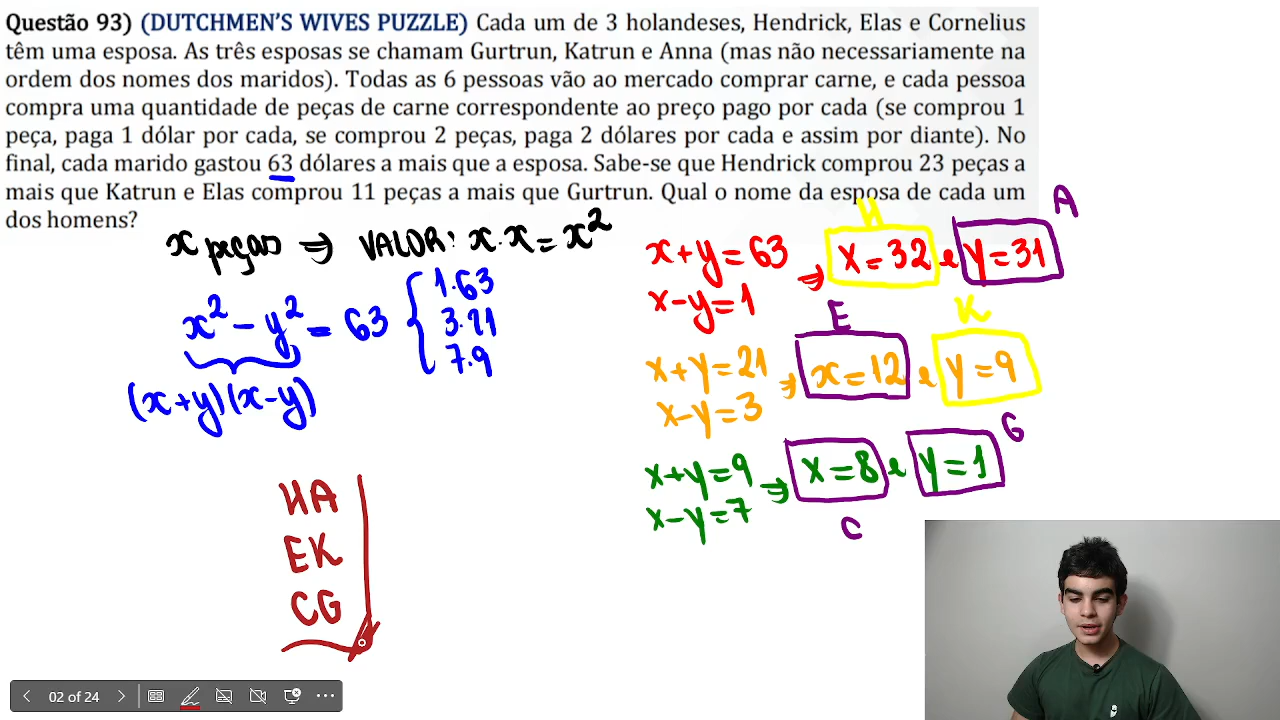 Questão 93) (DUTCHMEN’S WIVES PUZZLE) Cada um de 3 holandeses, Hendrick, Elas e Cornelius
têm uma esposa. As três esposas se chamam Gurtrun, Katrun e Anna (mas não necessariamente na
ordem dos nomes dos maridos). Todas as 6 pessoas vão ao mercado comprar carne, e cada pessoa
compra uma quantidade de peças de carne correspondente ao preço pago por cada (se comprou 1
peça, paga 1 dólar por cada, se comprou 2 peças, paga 2 dólares por cada e assim por diante). No
final, cada marido gastou 63 dólares a mais que a esposa. Sabe-se que Hendrick comprou 23 peças a
mais que Katrun e Elas comprou 11 peças a mais que Gurtrun. Qual o nome da esposa de cada um
dos homens?
x peças ⇒ VALOR: x·x = x²
x² − y² = 63 { 1·63
3·21
7·9
(x+y)(x−y)
HA
EK
CG
H
A
x+y=63
x−y=1
⇒ x=32 e y=31
E
K
x+y=21
x−y=3
⇒ x=12 e y=9
G
x+y=9
x−y=7
⇒ x=8 e y=1
C
02 of 24